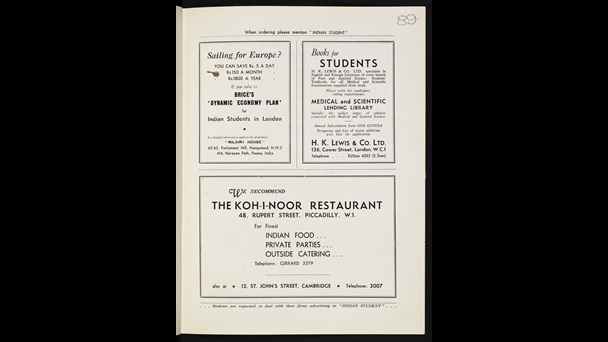 89
When ordering please mention "INDIAN STUDENT"
Sailing for Europe?
YOU CAN SAVE Rs 5 A DAY
Rs 150 A MONTH
Rs 1800 A YEAR
If you take to
BRICE'S
'DYNAMIC ECONOMY PLAN'
for
Indian Students in London
"NILGIRI HOUSE"
62-63, Parliament Hill, Hampstead, N.W.3
414, Narayan Peth, Poona, India
Books for
STUDENTS
H. K. LEWIS & CO. LTD. specialise in
English and Foreign Literature of every branch
of Pure and Medical Science. Students'
Textbooks for all Medical and Scientific
Examinations supplied from stock.
Please write for catalogues,
stating requirements.
MEDICAL and SCIENTIFIC
LENDING LIBRARY
includes the widest range of subjects
connected with Medical and General Science.
Annual Subscription from ONE GUINEA
Prospectus and List of recent additions
post free on application.
H. K. LEWIS & Co. LTD.
136, Gower Street, London, W.C.1
Telephone . . . EUSton 4282 (5 lines)
WE RECOMMEND
THE KOH-I-NOOR RESTAURANT
48, RUPERT STREET, PICCADILLY, W.1.
For Finest
INDIAN FOOD . . .
PRIVATE PARTIES . . .
OUTSIDE CATERING . . .
Telephone: GERRARD 3379
also at • 12, ST. JOHN'S STREET, CAMBRIDGE • Telephone: 3007
. . . Students are requested to deal with those firms advertising in "INDIAN STUDENT" . . .